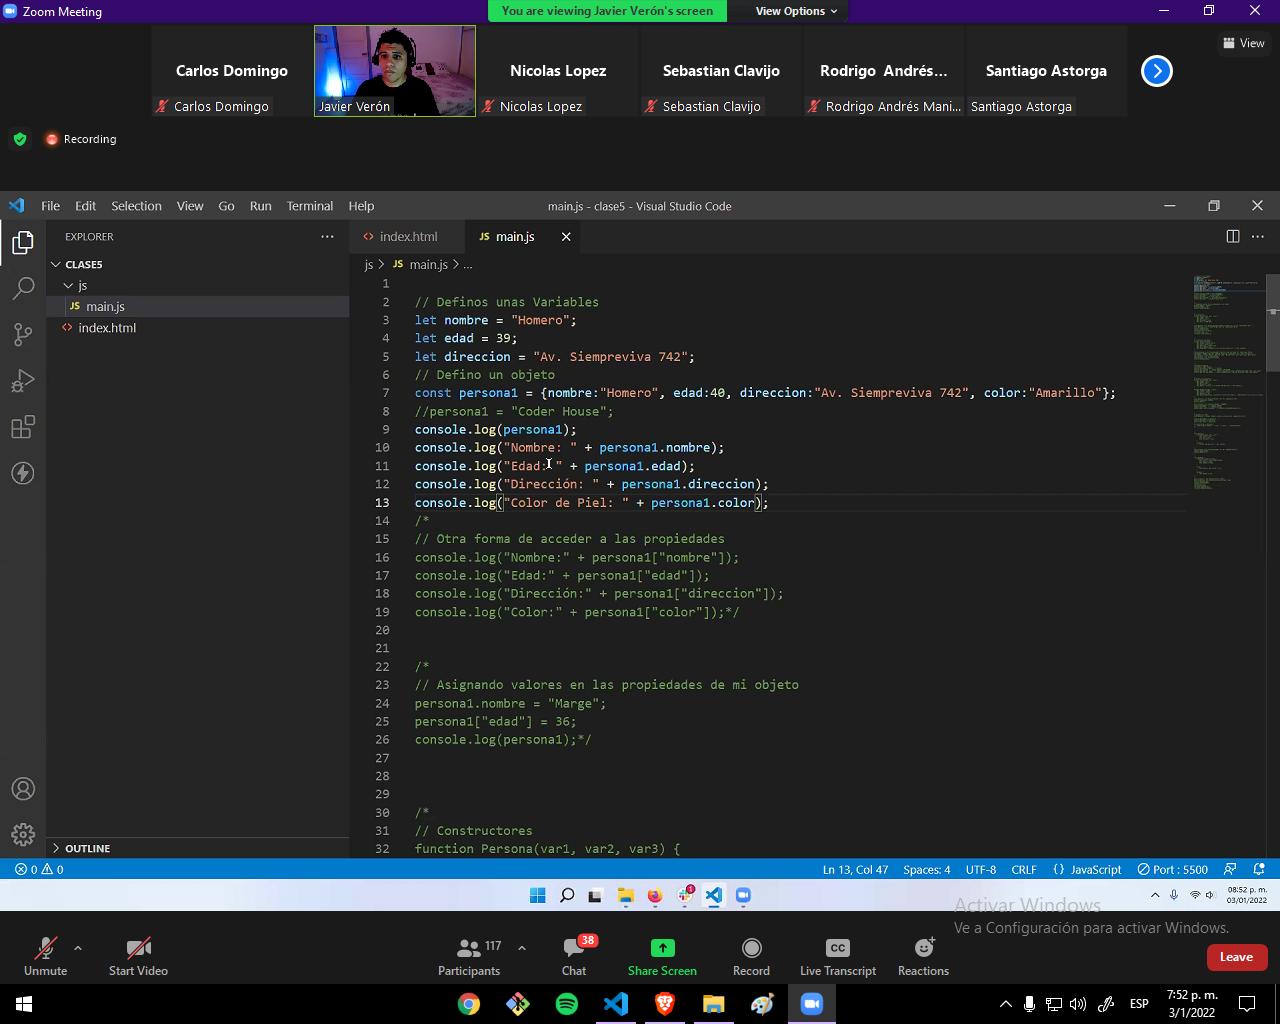 Zoom Meeting
You are viewing Javier Verón's screen
View Options
View
Carlos Domingo
Nicolas Lopez
Sebastian Clavijo
Rodrigo Andrés...
Santiago Astorga
Carlos Domingo
Javier Verón
Nicolas Lopez
Sebastian Clavijo
Rodrigo Andrés Mani...
Santiago Astorga
Recording
File Edit Selection View Go Run Terminal Help
main.js - clase5 - Visual Studio Code
EXPLORER
CLASE5
js
JS main.js
index.html
OUTLINE
index.html
JS main.js
js > JS main.js > ...
1
2 // Definos unas Variables
3 let nombre = "Homero";
4 let edad = 39;
5 let direccion = "Av. Siempreviva 742";
6 // Defino un objeto
7 const persona1 = {nombre:"Homero", edad:40, direccion:"Av. Siempreviva 742", color:"Amarillo"};
8 //persona1 = "Coder House";
9 console.log(persona1);
10 console.log("Nombre: " + persona1.nombre);
11 console.log("Edad: " + persona1.edad);
12 console.log("Dirección: " + persona1.direccion);
13 console.log("Color de Piel: " + persona1.color);
14 /*
15 // Otra forma de acceder a las propiedades
16 console.log("Nombre:" + persona1["nombre"]);
17 console.log("Edad:" + persona1["edad"]);
18 console.log("Dirección:" + persona1["direccion"]);
19 console.log("Color:" + persona1["color"]);*/
20
21
22 /*
23 // Asignando valores en las propiedades de mi objeto
24 persona1.nombre = "Marge";
25 persona1["edad"] = 36;
26 console.log(persona1);*/
27
28
29
30 /*
31 // Constructores
32 function Persona(var1, var2, var3) {
0 0
Ln 13, Col 47 Spaces: 4 UTF-8 CRLF {} JavaScript Port : 5500
08:52 p. m.
03/01/2022
Activar Windows
Ve a Configuración para activar Windows.
Unmute
Start Video
117
Participants
38
Chat
Share Screen
Record
CC
Live Transcript
Reactions
Leave
ESP
7:52 p. m.
3/1/2022